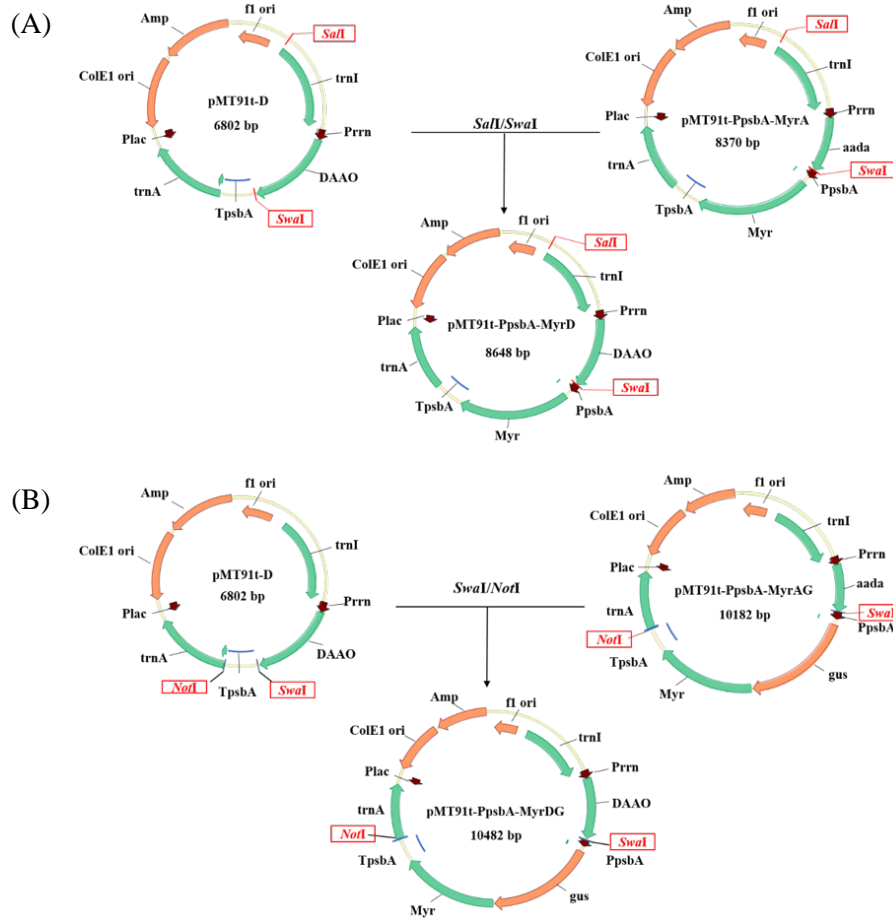 (A)
f1 ori
Amp
SalI
ColE1 ori
trnI
pMT91t-D
6802 bp
Plac
Prrn
trnA
DAAO
TpsbA
SwaI
SalI/SwaI
f1 ori
Amp
SalI
ColE1 ori
trnI
Plac
pMT91t-PpsbA-MyrA
8370 bp
Prrn
aada
trnA
SwaI
PpsbA
TpsbA
Myr
f1 ori
Amp
SalI
ColE1 ori
trnI
Plac
Prrn
pMT91t-PpsbA-MyrD
8648 bp
trnA
DAAO
SwaI
TpsbA
PpsbA
Myr
(B)
f1 ori
Amp
ColE1 ori
trnI
pMT91t-D
6802 bp
Plac
Prrn
trnA
DAAO
NotI
TpsbA
SwaI
SwaI/NotI
f1 ori
Amp
ColE1 ori
trnI
Plac
Prrn
pMT91t-PpsbA-MyrAG
10182 bp
aada
trnA
SwaI
NotI
PpsbA
TpsbA
Myr
gus
f1 ori
Amp
ColE1 ori
trnI
Plac
Prrn
trnA
pMT91t-PpsbA-MyrDG
10482 bp
DAAO
NotI
SwaI
TpsbA
PpsbA
Myr
gus